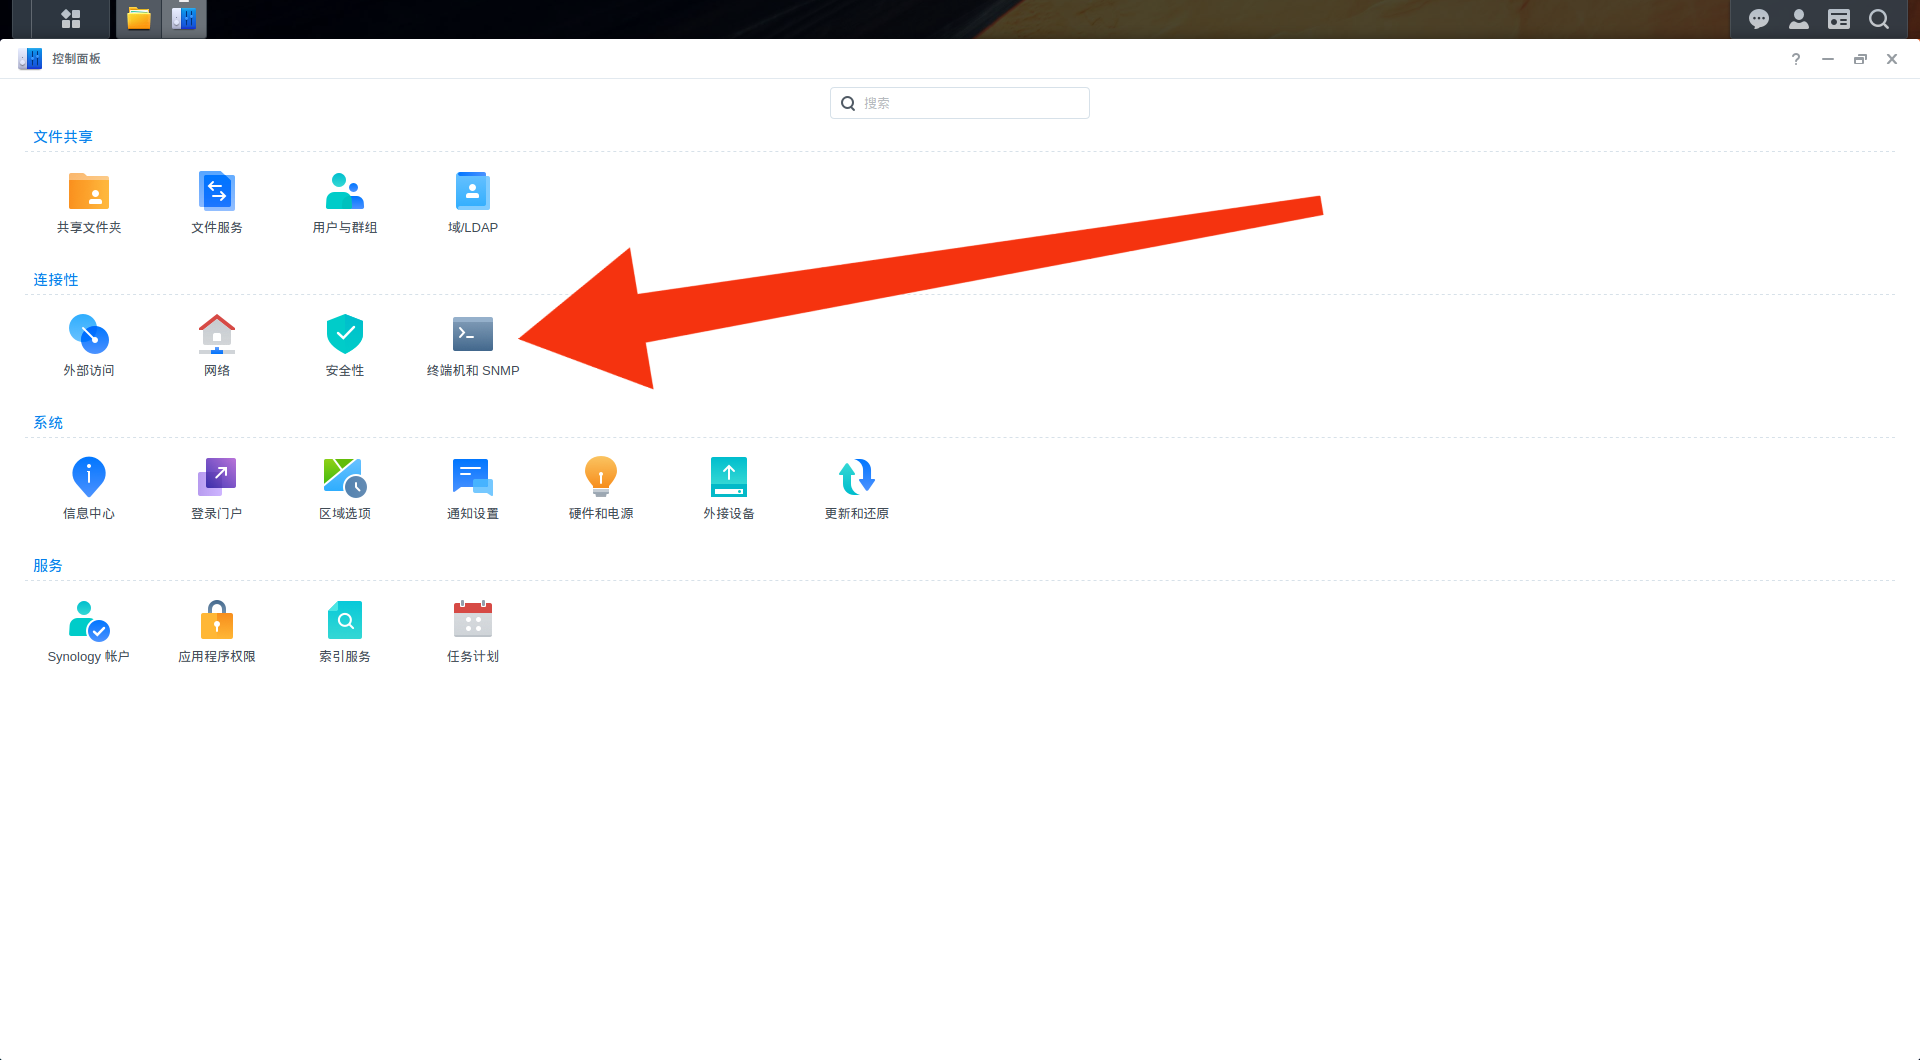 控制面板
?
搜索
文件共享
共享文件夹
文件服务
用户与群组
域/LDAP
连接性
外部访问
网络
安全性
终端机和 SNMP
系统
信息中心
登录门户
区域选项
通知设置
硬件和电源
外接设备
更新和还原
服务
Synology 帐户
应用程序权限
索引服务
任务计划